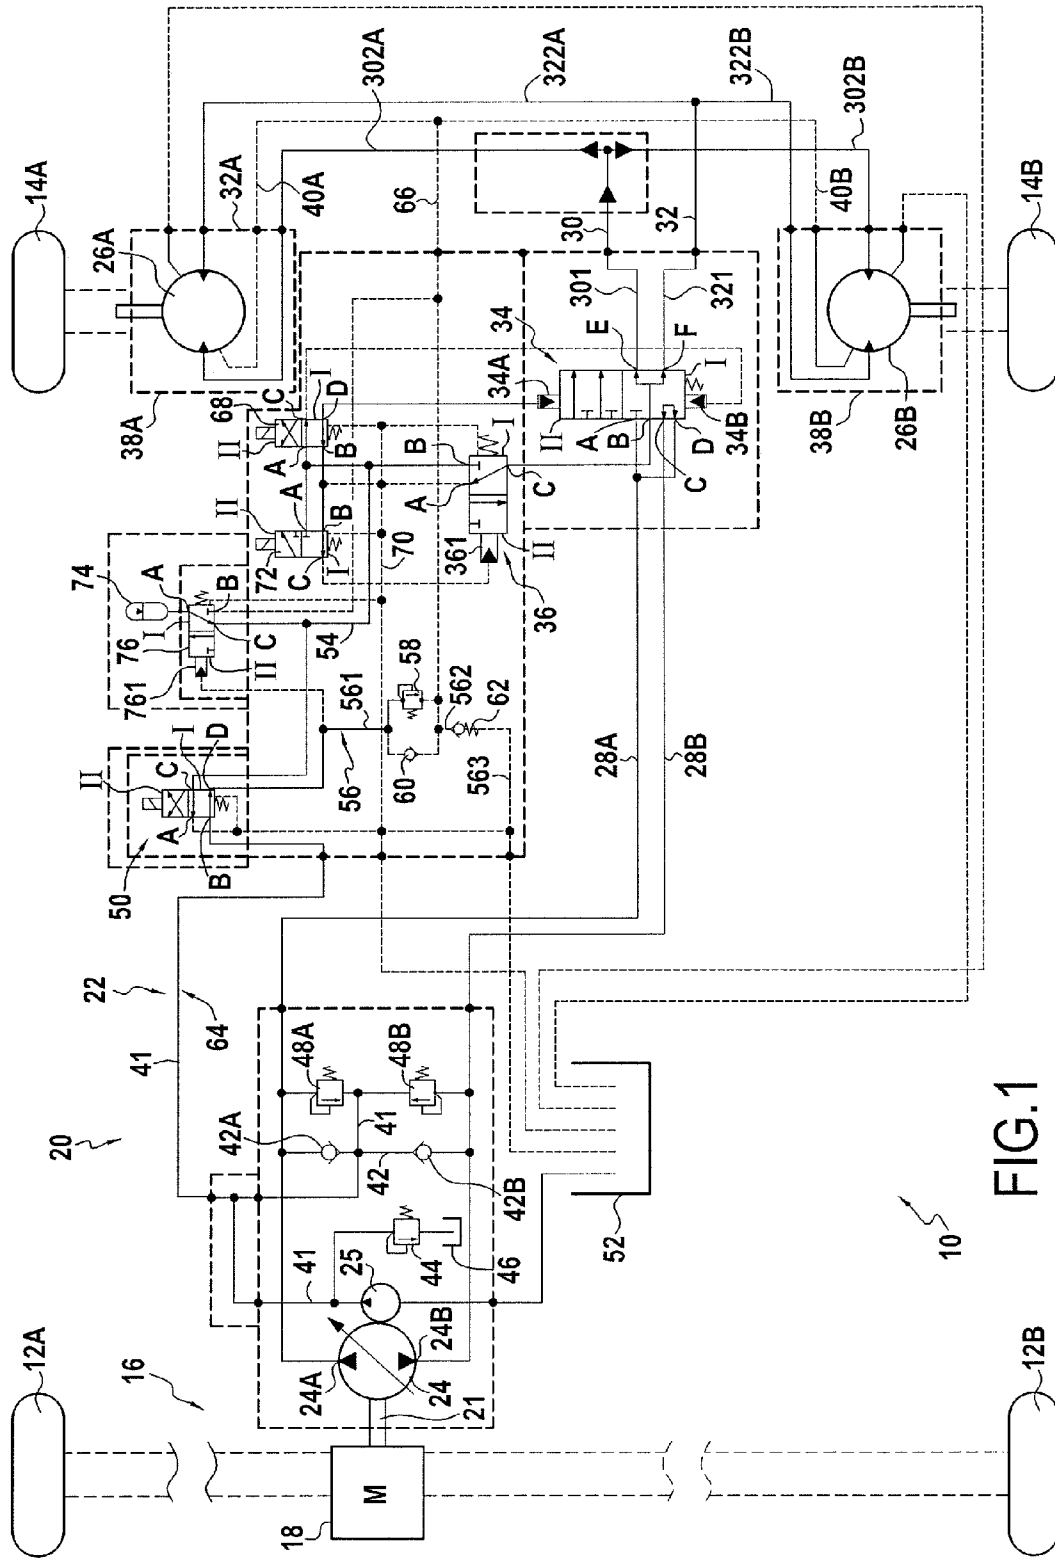 12A
16
18
M
21
24A
24
24B
25
41
44
46
42A
42
42B
41
48A
48B
20
41
22
64
52
10
12B
FIG.1
50
II
A
B
C
I
D
56
561
60
58
562
62
563
28A
28B
54
74
76
761
A
I
B
C
II
72
II
A
B
C
I
70
68
II
A
C
I
D
B
36
361
A
B
C
I
II
34
34A
34B
II
A
B
C
D
E
F
I
301
321
30
32
66
38A
26A
14A
32A
40A
302A
322A
322B
302B
40B
38B
26B
14B